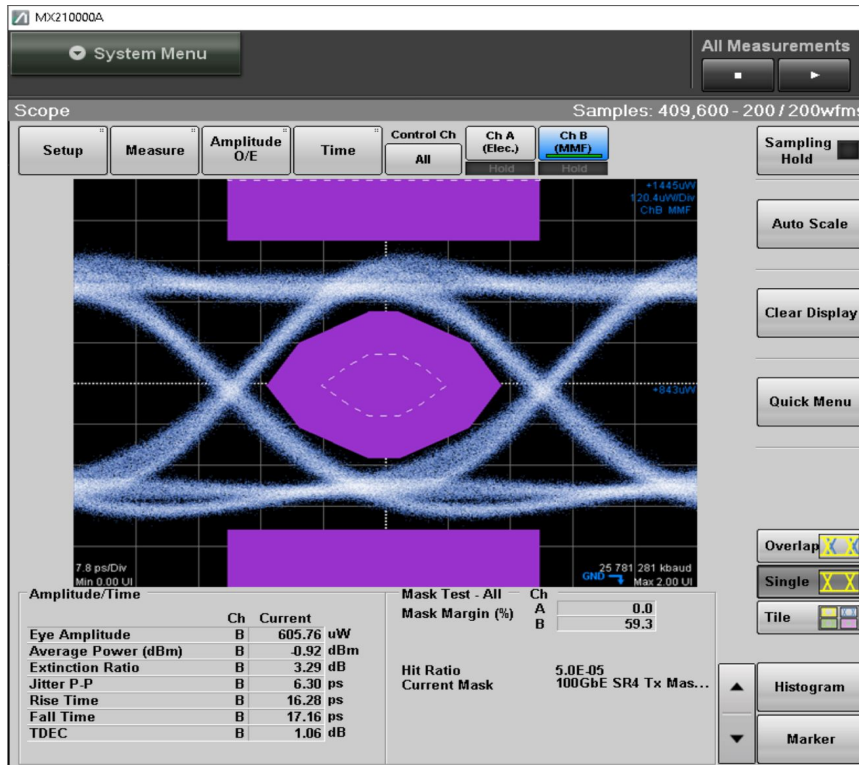 MX210000A
System Menu
All Measurements
Scope
Samples: 409,600 - 200 / 200wfms
Setup
Measure
Amplitude
O/E
Time
Control Ch
All
Ch A
(Elec.)
Hold
Ch B
(MMF)
Hold
Sampling
Hold
+1445uW
120.4uW/Div
ChB MMF
Auto Scale
Clear Display
+843uW
Quick Menu
7.8 ps/Div
Min 0.00 UI
GND
25 781 281 kbaud
Max 2.00 UI
Overlap
Single
Tile
Amplitude/Time
Ch Current
Eye Amplitude B 605.76 uW
Average Power (dBm) B -0.92 dBm
Extinction Ratio B 3.29 dB
Jitter P-P B 6.30 ps
Rise Time B 16.28 ps
Fall Time B 17.16 ps
TDEC B 1.06 dB
Mask Test - All Ch
Mask Margin (%) A 0.0
B 59.3
Hit Ratio 5.0E-05
Current Mask 100GbE SR4 Tx Mas...
Histogram
Marker